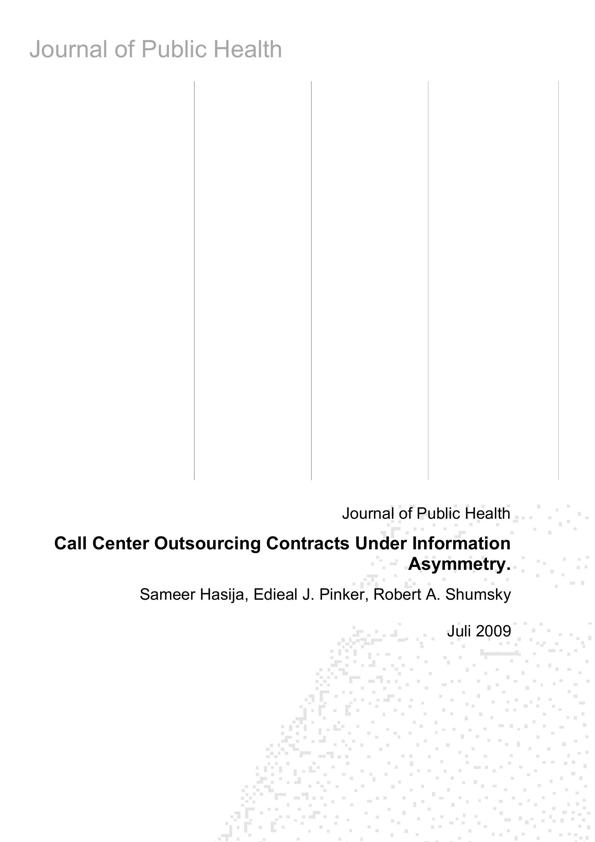 Journal of Public Health
Journal of Public Health
Call Center Outsourcing Contracts Under Information
Asymmetry.
Sameer Hasija, Edieal J. Pinker, Robert A. Shumsky
Juli 2009